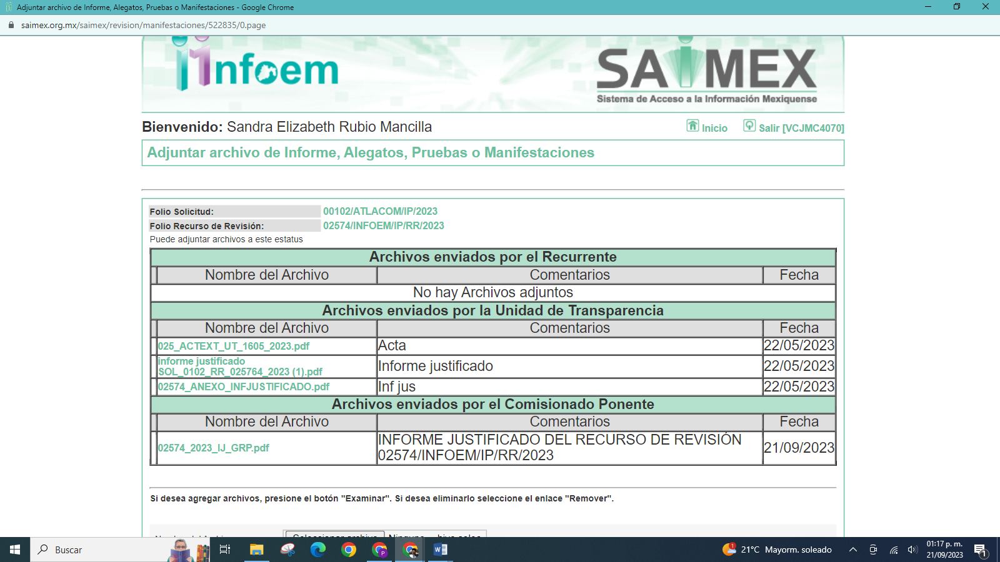 Adjuntar archivo de Informe, Alegatos, Pruebas o Manifestaciones - Google Chrome
saimex.org.mx/saimex/revision/manifestaciones/522835/0.page
infoem
SAIMEX
Sistema de Acceso a la Información Mexiquense
Bienvenido: Sandra Elizabeth Rubio Mancilla
Inicio Salir [VCJMC4070]
Adjuntar archivo de Informe, Alegatos, Pruebas o Manifestaciones
Folio Solicitud: 00102/ATLACOM/IP/2023
Folio Recurso de Revisión: 02574/INFOEM/IP/RR/2023
Puede adjuntar archivos a este estatus
Archivos enviados por el Recurrente
Nombre del Archivo Comentarios Fecha
No hay Archivos adjuntos
Archivos enviados por la Unidad de Transparencia
Nombre del Archivo Comentarios Fecha
025_ACTEXT_UT_1605_2023.pdf Acta 22/05/2023
informe justificado
SOL_0102_RR_025764_2023 (1).pdf Informe justificado 22/05/2023
02574_ANEXO_INFJUSTIFICADO.pdf Inf jus 22/05/2023
Archivos enviados por el Comisionado Ponente
Nombre del Archivo Comentarios Fecha
02574_2023_IJ_GRP.pdf INFORME JUSTIFICADO DEL RECURSO DE REVISIÓN
02574/INFOEM/IP/RR/2023 21/09/2023
Si desea agregar archivos, presione el botón "Examinar". Si desea eliminarlo seleccione el enlace "Remover".
Seleccionar archivo
Buscar
1 21°C Mayorm. soleado
01:17 p. m.
21/09/2023
1